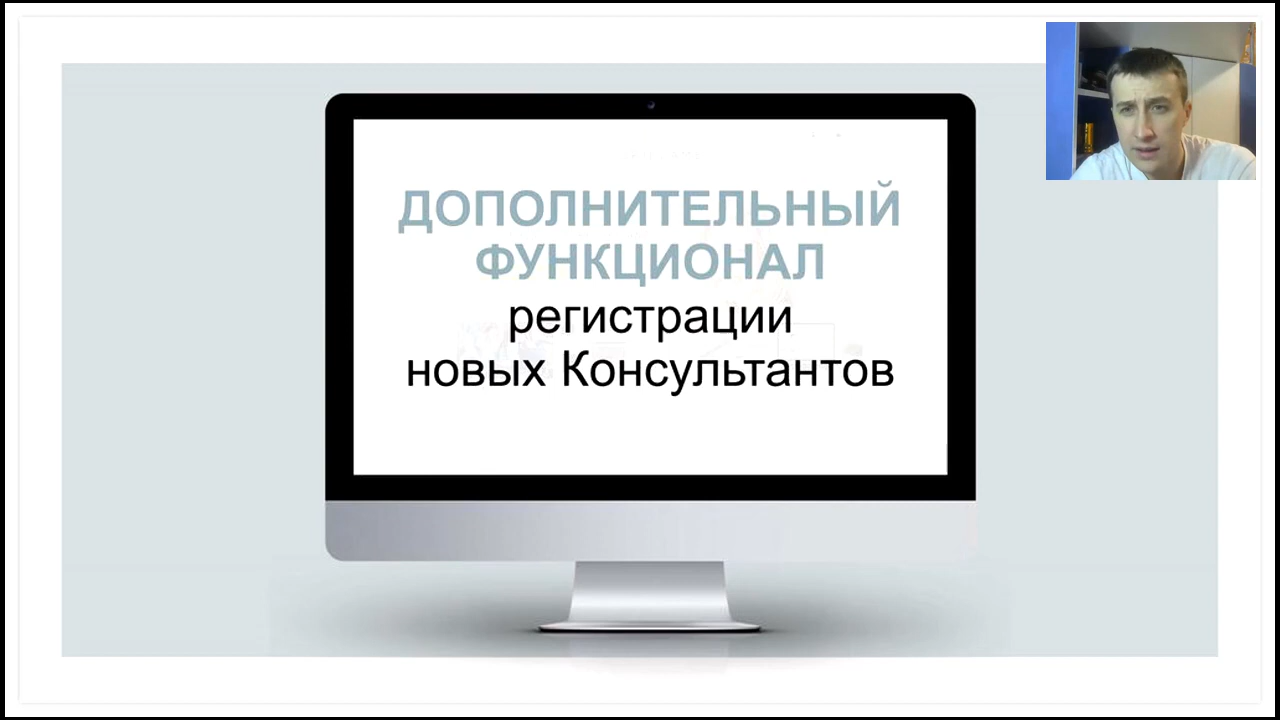 ДОПОЛНИТЕЛЬНЫЙ
ФУНКЦИОНАЛ
регистрации
новых Консультантов